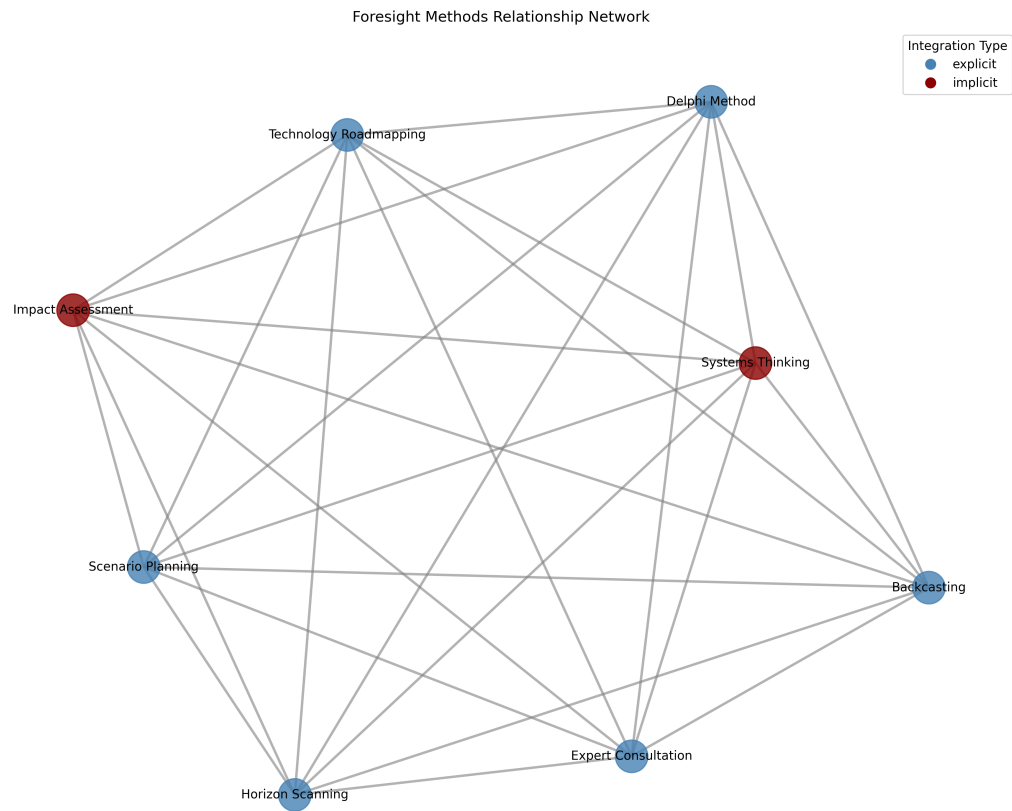 Foresight Methods Relationship Network
Integration Type
explicit
implicit
Delphi Method
Technology Roadmapping
Impact Assessment
Systems Thinking
Scenario Planning
Backcasting
Expert Consultation
Horizon Scanning